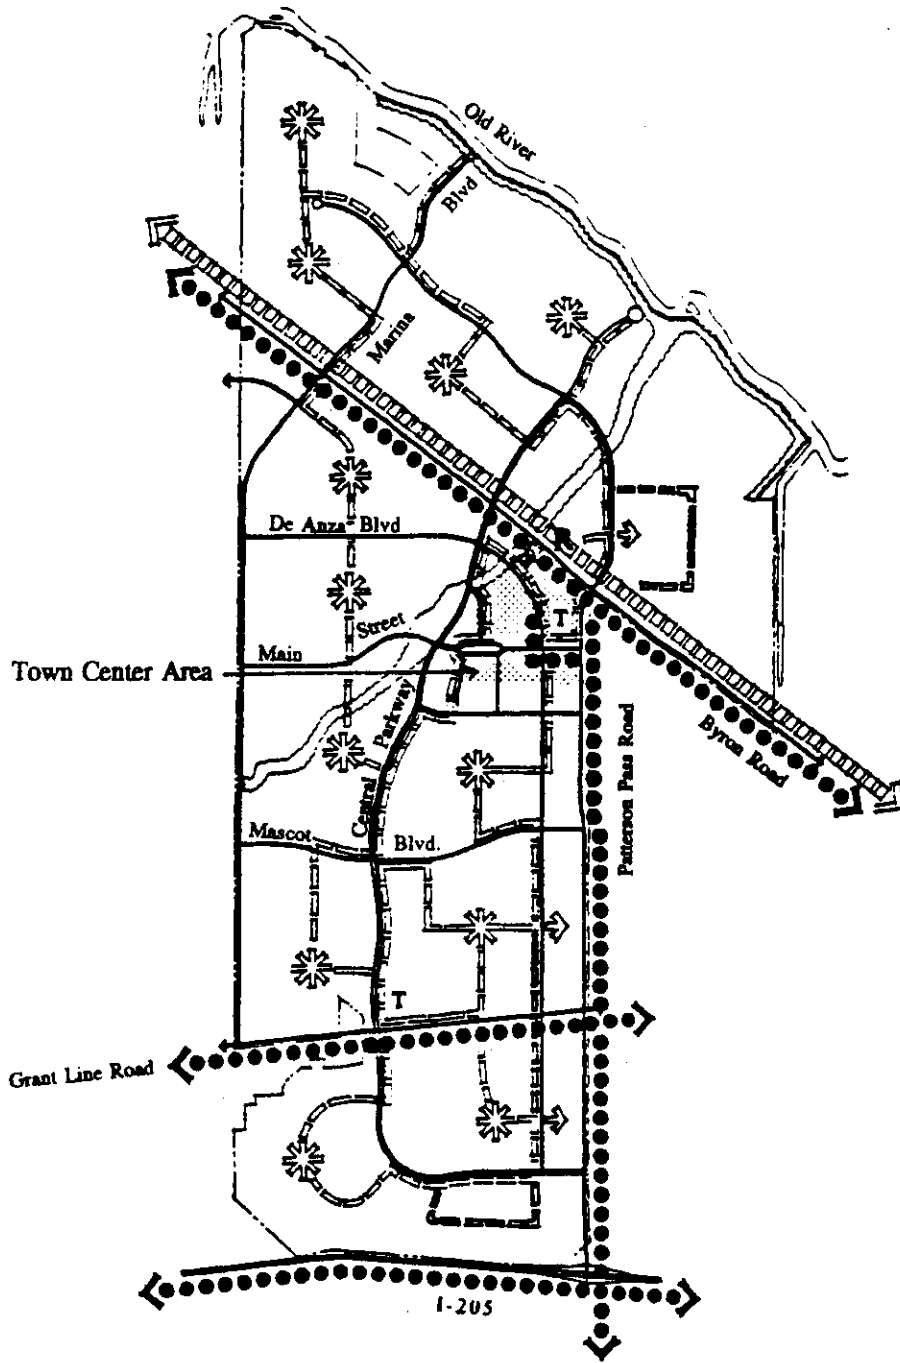 Old River
Blvd
Marina
De Anza Blvd
Street
Main
T
Town Center Area
Parkway
Central
Patterson Pass Road
Byron Road
Mascot
Blvd.
T
Grant Line Road
I-205